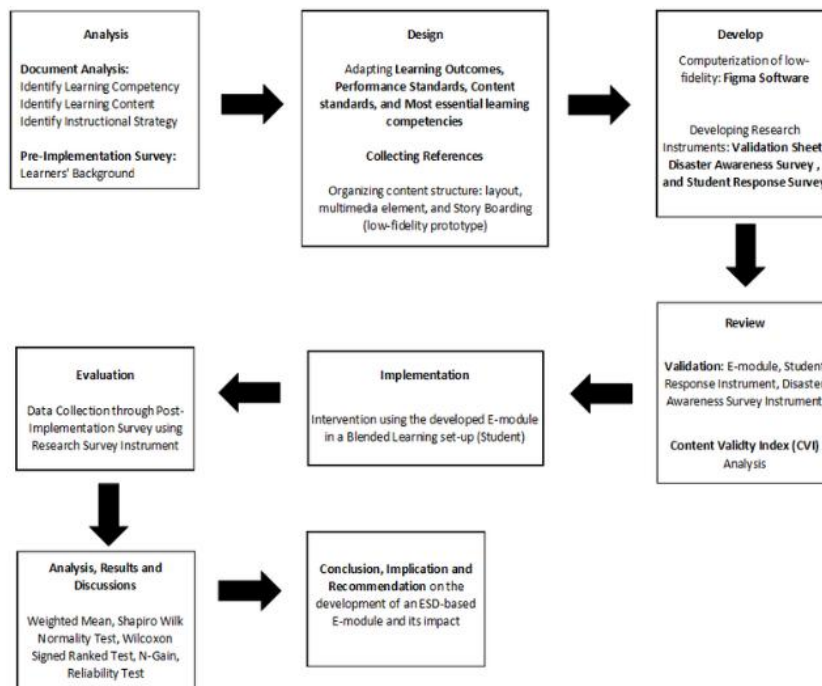 Analysis
Document Analysis:
Identify Learning Competency
Identify Learning Content
Identify Instructional Strategy
Pre-Implementation Survey:
Learners' Background
Design
Adapting Learning Outcomes,
Performance Standards, Content
standards, and Most essential learning
competencies
Collecting References
Organizing content structure: layout,
multimedia element, and Story Boarding
(low-fidelity prototype)
Develop
Computerization of low-
fidelity: Figma Software
Developing Research
Instruments: Validation Sheet
Disaster Awareness Survey ,
and Student Response Survey
Review
Validation: E-module, Student
Response Instrument, Disaster
Awareness Survey Instrument
Content Validty Index (CVI)
Analysis
Implementation
Intervention using the developed E-module
in a Blended Learning set-up (Student)
Evaluation
Data Collection through Post-
Implementation Survey using
Research Survey Instrument
Analysis, Results and
Discussions
Weighted Mean, Shapiro Wilk
Normality Test, Wilcoxon
Signed Ranked Test, N-Gain,
Reliability Test
Conclusion, Implication and
Recommendation on the
development of an ESD-based
E-module and its impact